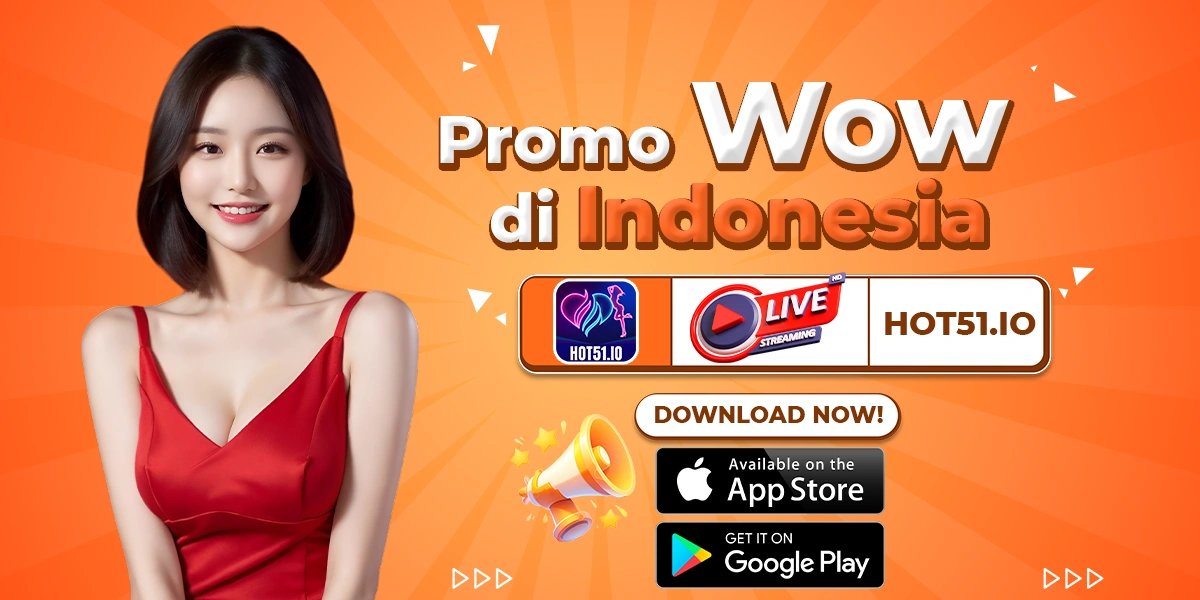 Promo Wow
di Indonesia
HOT51.IO
HD
LIVE
STREAMING
HOT51.IO
DOWNLOAD NOW!
Available on the
App Store
GET IT ON
Google Play